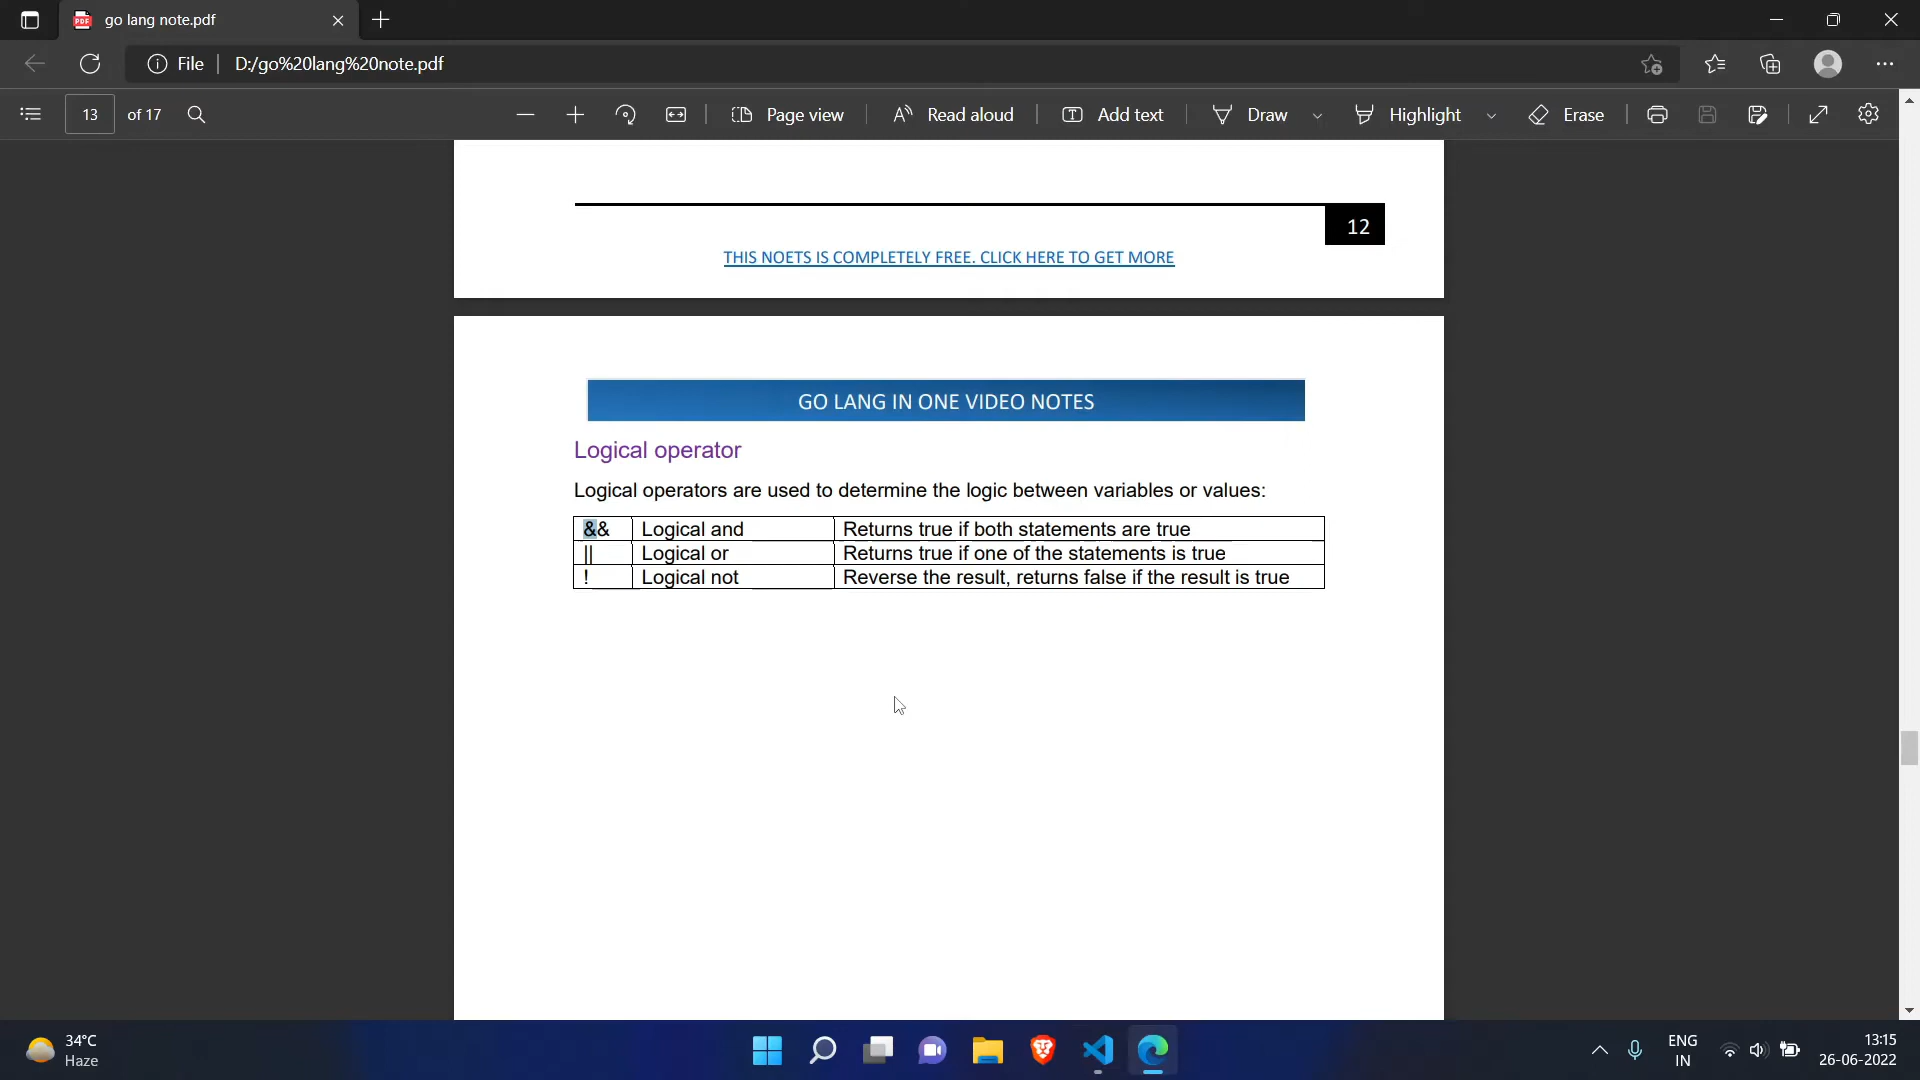 go lang note.pdf
File
D:/go%20lang%20note.pdf
13
of 17
Page view
Read aloud
Add text
Draw
Highlight
Erase
12
THIS NOETS IS COMPLETELY FREE. CLICK HERE TO GET MORE
GO LANG IN ONE VIDEO NOTES
Logical operator
Logical operators are used to determine the logic between variables or values:
&& Logical and Returns true if both statements are true
|| Logical or Returns true if one of the statements is true
! Logical not Reverse the result, returns false if the result is true
34°C
Haze
ENG
IN
13:15
26-06-2022